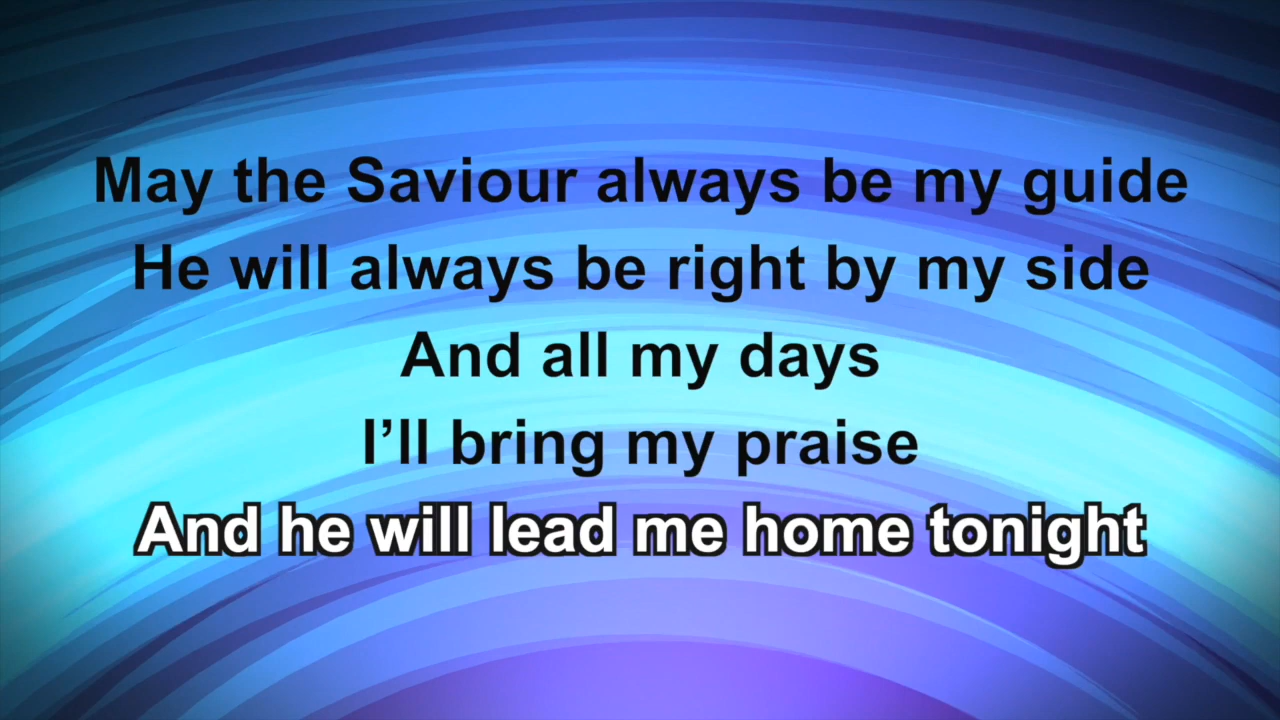 May the Saviour always be my guide
He will always be right by my side
And all my days
I’ll bring my praise
And he will lead me home tonight